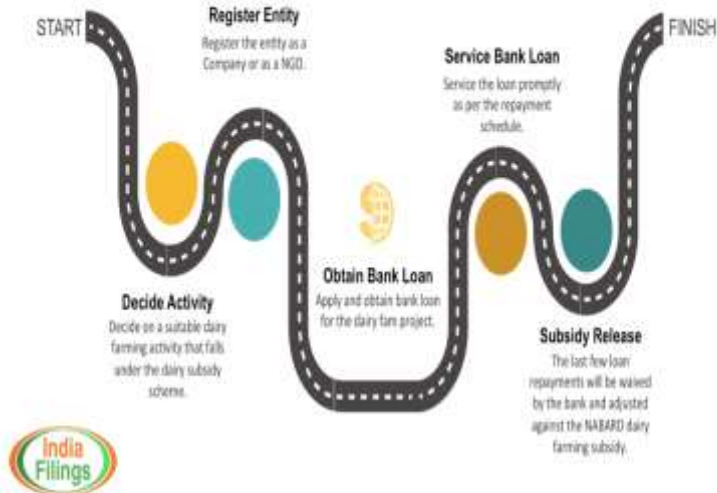 START
Decide Activity
Decide on a suitable dairy
farming activity that falls
under the dairy subsidy
scheme.
Register Entity
Register the entity as a
Company or as a NGO.
Obtain Bank Loan
Apply and obtain bank loan
for the dairy fam project.
Service Bank Loan
Service the loan promptly
as per the repayment
schedule.
Subsidy Release
The last few loan
repayments will be waived
by the bank and adjusted
against the NABARD dairy
farming subsidy.
FINISH
India
Filings